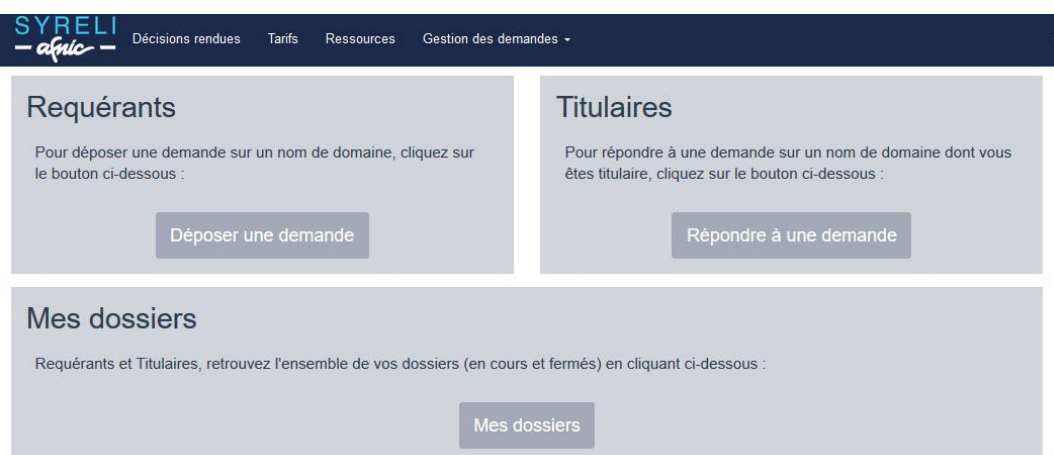 SYRELI
afnic
Décisions rendues Tarifs Ressources Gestion des demandes
Requérants
Pour déposer une demande sur un nom de domaine, cliquez sur
le bouton ci-dessous :
Déposer une demande
Titulaires
Pour répondre à une demande sur un nom de domaine dont vous
êtes titulaire, cliquez sur le bouton ci-dessous :
Répondre à une demande
Mes dossiers
Requérants et Titulaires, retrouvez l'ensemble de vos dossiers (en cours et fermés) en cliquant ci-dessous :
Mes dossiers